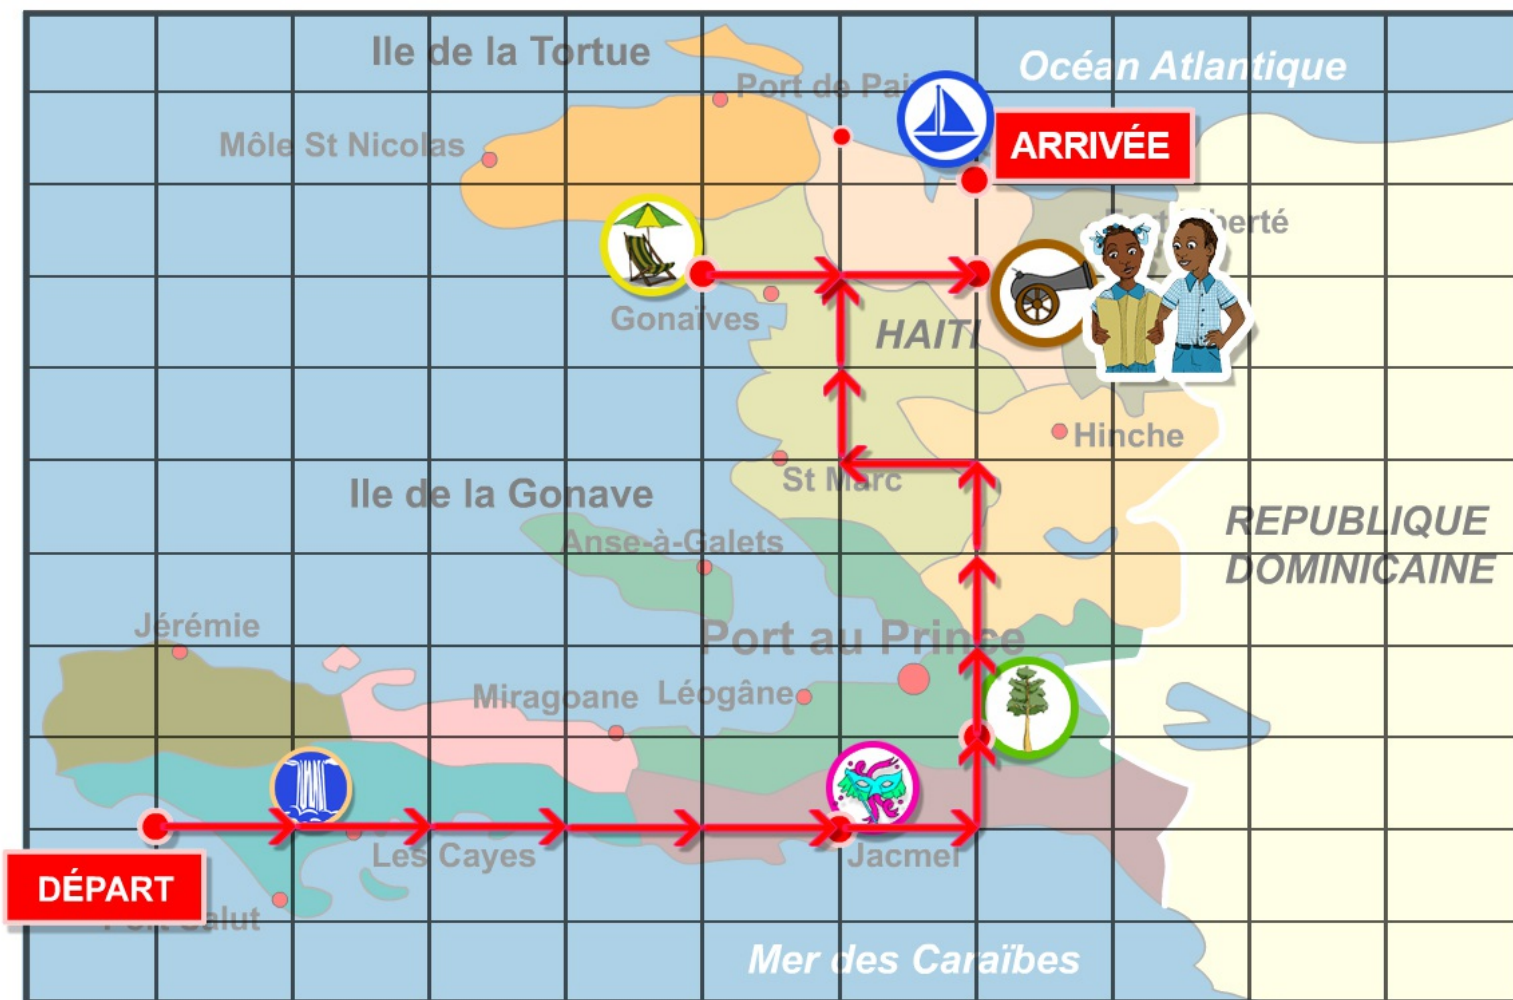 Ile de la Tortue
Océan Atlantique
Port de
Môle St Nicolas
ARRIVÉE
Gonaïves
HAITI
Hinche
St Marc
Ile de la Gonave
Anse-à-Galets
REPUBLIQUE
DOMINICAINE
Jérémie
Port au Prince
Miragoane
Léogâne
Jacmel
Les Cayes
DÉPART
Mer des Caraïbes